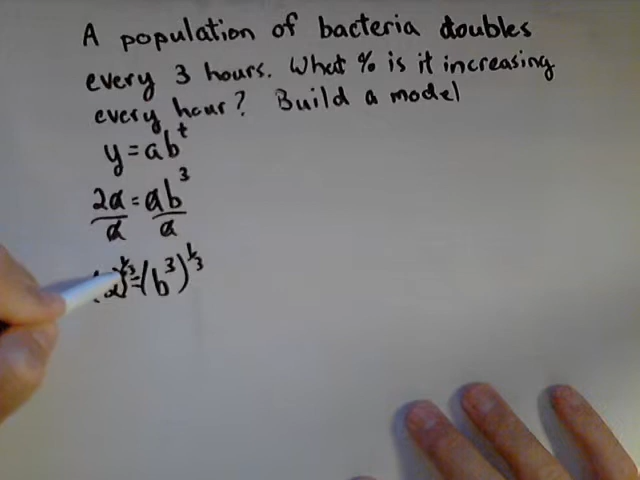 A population of bacteria doubles
every 3 hours. What % is it increasing
every hour? Build a model
y = ab^t
2a/a = ab^3/a
(2)^1/3 = (b^3)^1/3